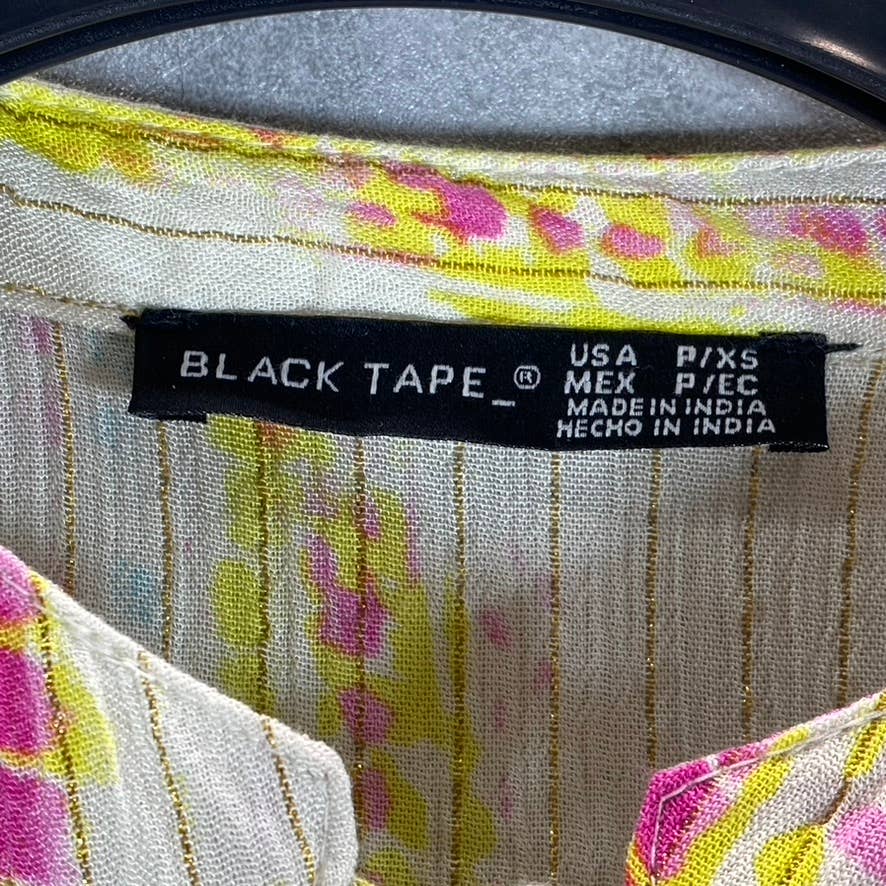 BLACK TAPE_®
USA P/XS
MEX P/EC
MADE IN INDIA
HECHO IN INDIA